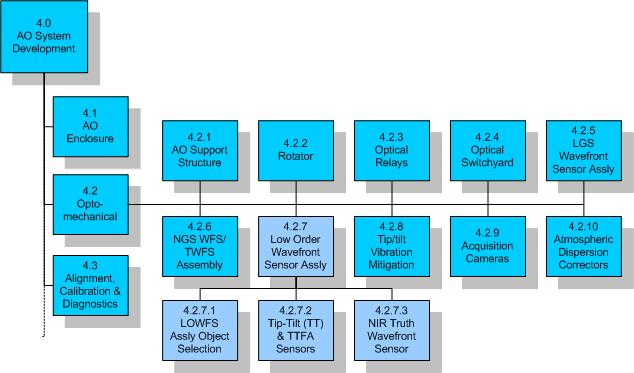 4.0
AO System
Development
4.1
AO
Enclosure
4.2
Opto-
mechanical
4.3
Alignment,
Calibration &
Diagnostics
4.2.1
AO Support
Structure
4.2.2
Rotator
4.2.3
Optical
Relays
4.2.4
Optical
Switchyard
4.2.5
LGS
Wavefront
Sensor Assly
4.2.6
NGS WFS/
TWFS
Assembly
4.2.7
Low Order
Wavefront
Sensor Assly
4.2.8
Tip/tilt
Vibration
Mitigation
4.2.9
Acquisition
Cameras
4.2.10
Atmospheric
Dispersion
Correctors
4.2.7.1
LOWFS
Assly Object
Selection
4.2.7.2
Tip-Tilt (TT)
& TTFA
Sensors
4.2.7.3
NIR Truth
Wavefront
Sensor